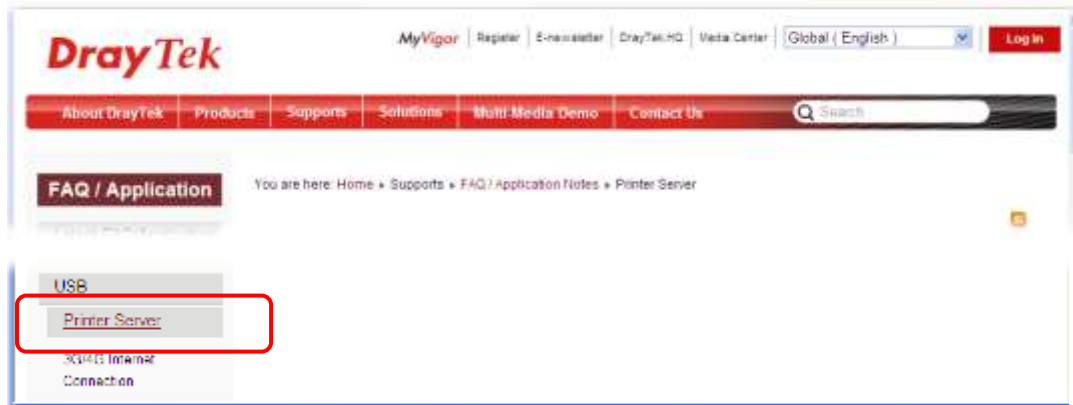 DrayTek
MyVigor Register E-newsletter DrayTek HQ Media Center Global ( English ) Log In
About DrayTek Products Supports Solutions Multi-Media Demo Contact Us Search
FAQ / Application
You are here: Home » Supports » FAQ / Application Notes » Printer Server
USB
Printer Server
3G/4G Internet
Connection